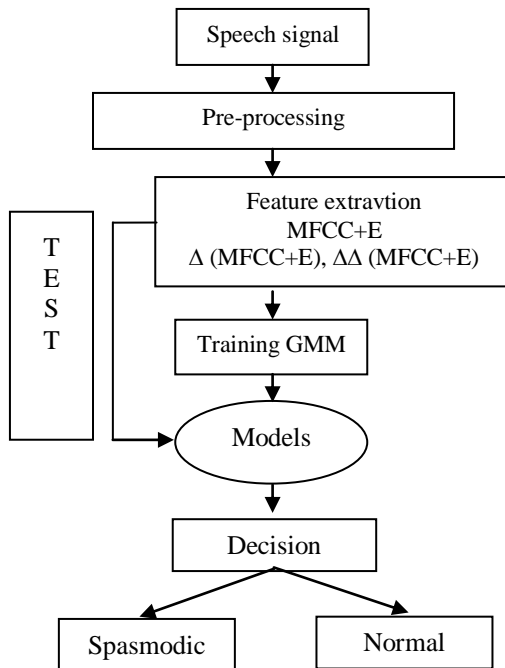 Speech signal
Pre-processing
Feature extravtion
MFCC+E
Δ (MFCC+E), ΔΔ (MFCC+E)
T
E
S
T
Training GMM
Models
Decision
Spasmodic
Normal